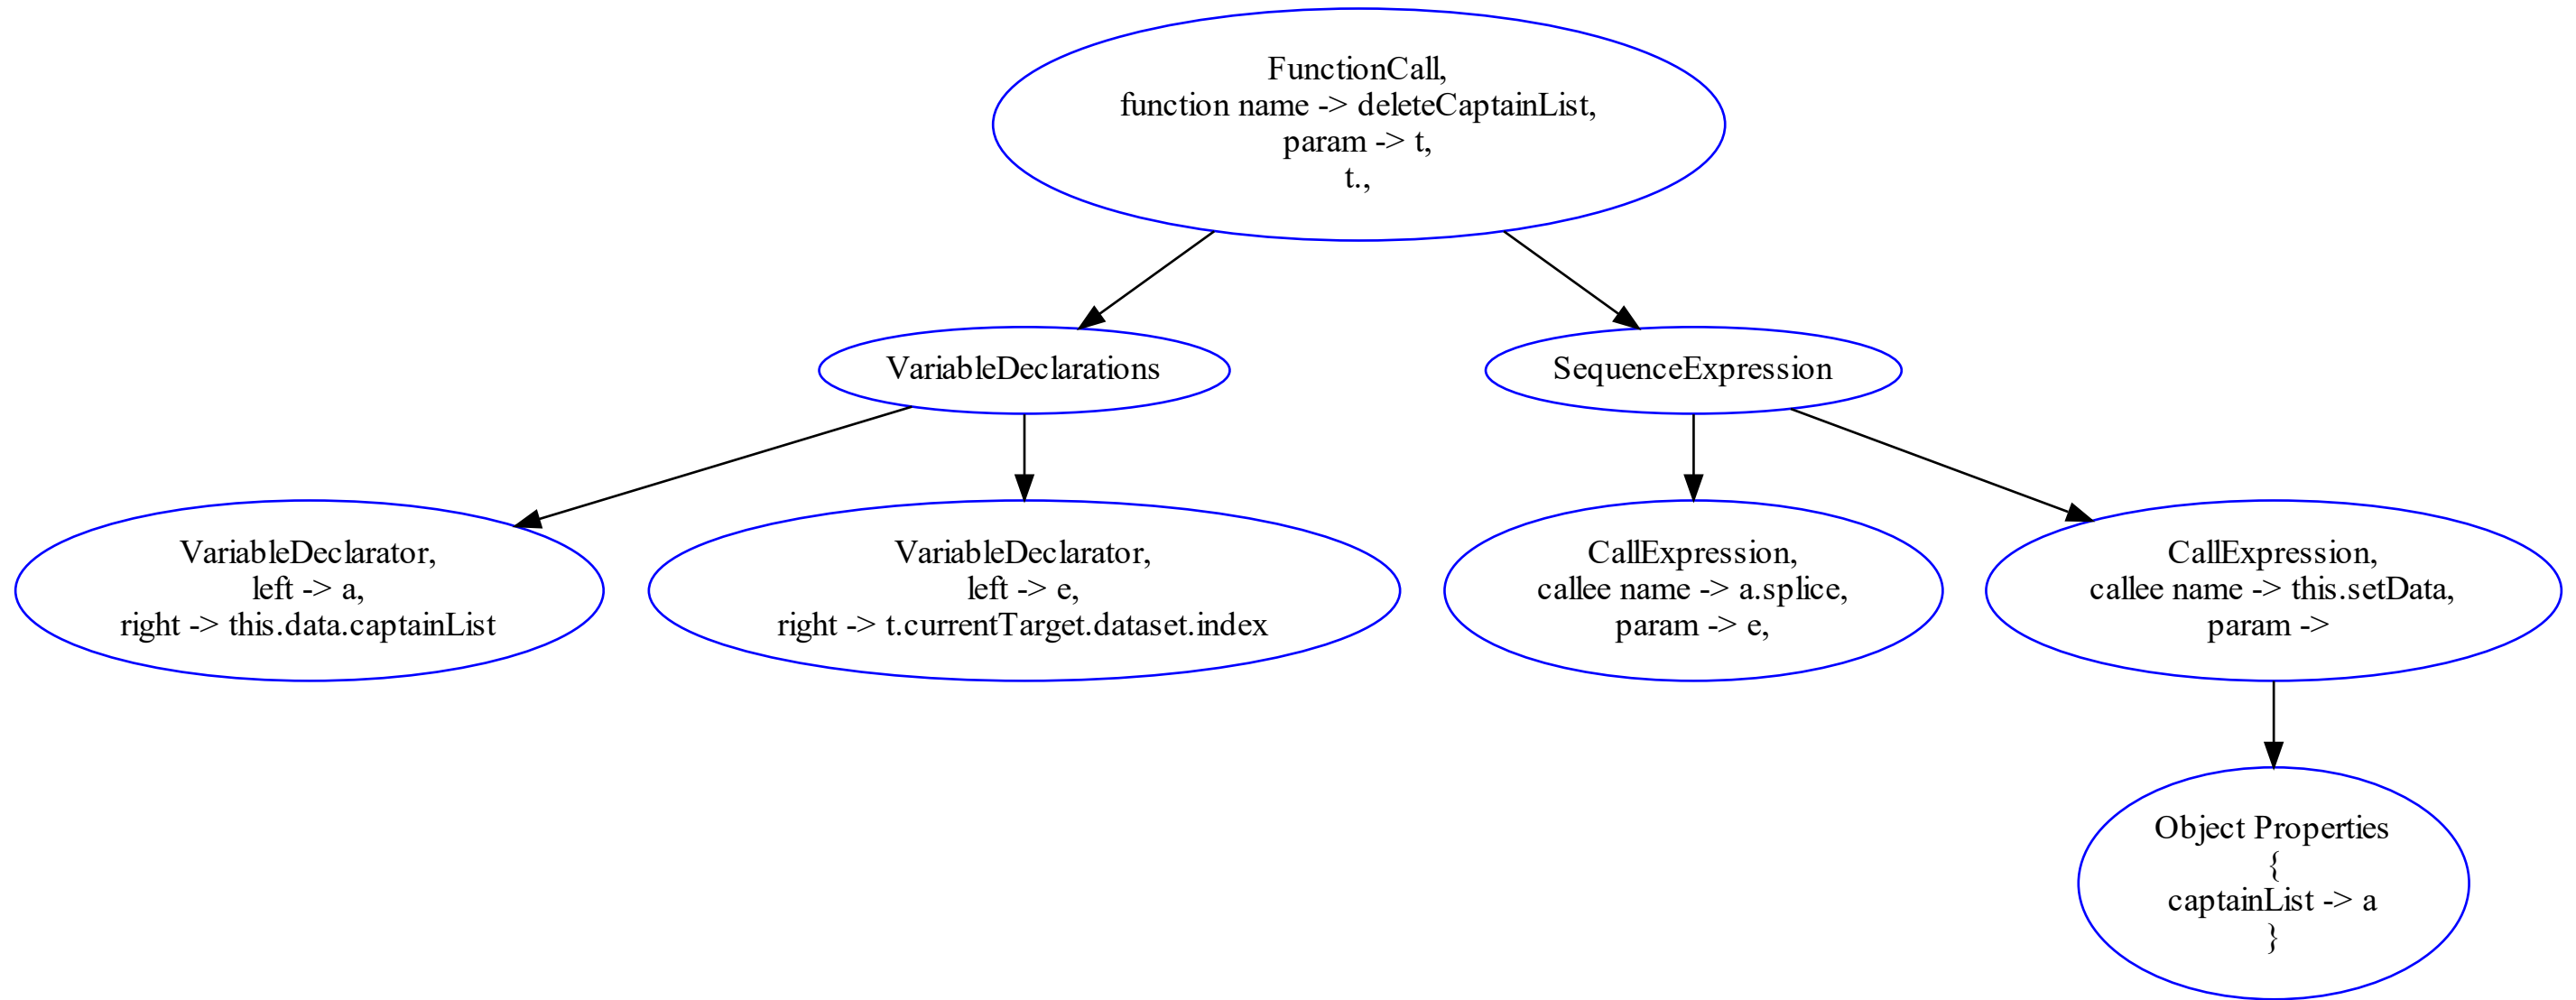 FunctionCall,
function name -> deleteCaptainList,
param -> t,
t.,
VariableDeclarations
SequenceExpression
VariableDeclarator,
left -> a,
right -> this.data.captainList
VariableDeclarator,
left -> e,
right -> t.currentTarget.dataset.index
CallExpression,
callee name -> a.splice,
param -> e,
CallExpression,
callee name -> this.setData,
param ->
Object Properties
{
captainList -> a
}